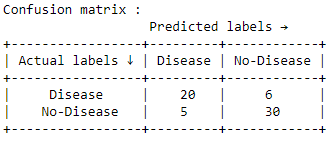 Confusion matrix :
Predicted labels →
+-----------------+---------+------------+
| Actual labels ↓ | Disease | No-Disease |
+-----------------+---------+------------+
| Disease | 20 | 6 |
| No-Disease | 5 | 30 |
+-----------------+---------+------------+